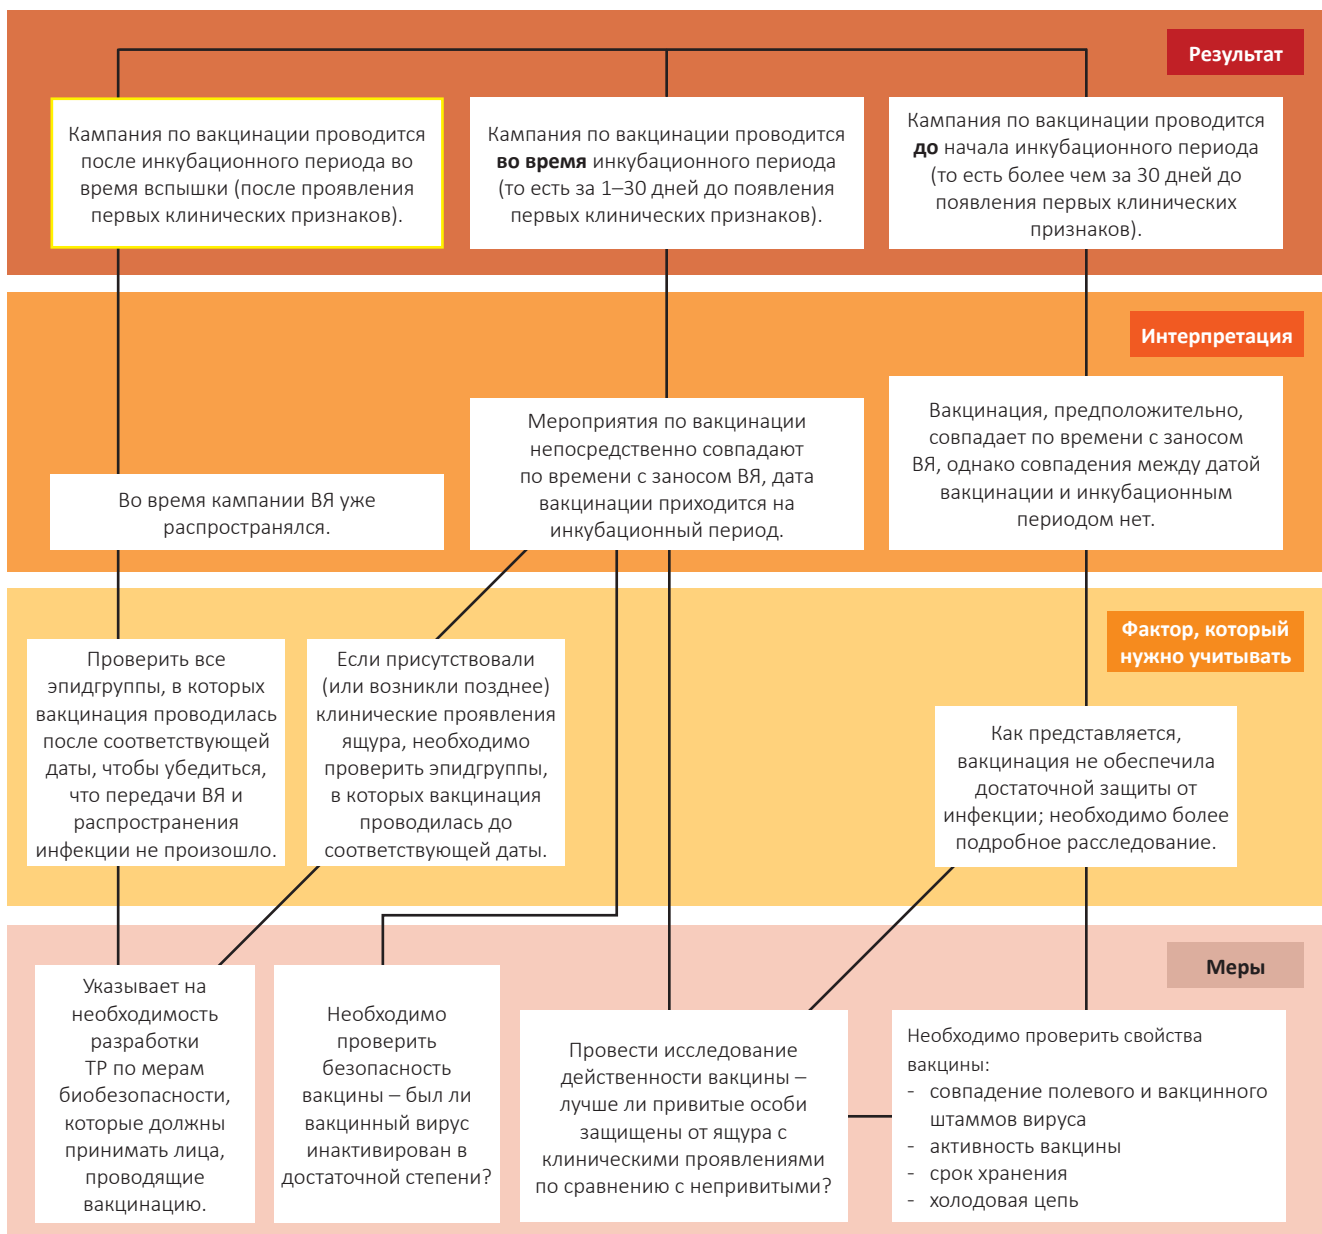 Результат
Кампания по вакцинации проводится
после инкубационного периода во
время вспышки (после проявления
первых клинических признаков).
Кампания по вакцинации проводится
во время инкубационного периода
(то есть за 1–30 дней до появления
первых клинических признаков).
Кампания по вакцинации проводится
до начала инкубационного периода
(то есть более чем за 30 дней до
появления первых клинических
признаков).
Интерпретация
Во время кампании ВЯ уже
распространялся.
Мероприятия по вакцинации
непосредственно совпадают
по времени с заносом ВЯ, дата
вакцинации приходится на
инкубационный период.
Вакцинация, предположительно,
совпадает по времени с заносом
ВЯ, однако совпадения между датой
вакцинации и инкубационным
периодом нет.
Фактор, который
нужно учитывать
Проверить все
эпидгруппы, в которых
вакцинация проводилась
после соответствующей
даты, чтобы убедиться,
что передачи ВЯ и
распространения
инфекции не произошло.
Если присутствовали
(или возникли позднее)
клинические проявления
ящура, необходимо
проверить эпидгруппы,
в которых вакцинация
проводилась до
соответствующей даты.
Как представляется,
вакцинация не обеспечила
достаточной защиты от
инфекции; необходимо более
подробное расследование.
Меры
Указывает на
необходимость
разработки
ТР по мерам
биобезопасности,
которые должны
принимать лица,
проводящие
вакцинацию.
Необходимо
проверить
безопасность
вакцины – был ли
вакцинный вирус
инактивирован в
достаточной степени?
Провести исследование
действенности вакцины –
лучше ли привитые особи
защищены от ящура с
клиническими проявлениями
по сравнению с непривитыми?
Необходимо проверить свойства
вакцины:
- совпадение полевого и вакцинного
штаммов вируса
- активность вакцины
- срок хранения
- холодовая цепь